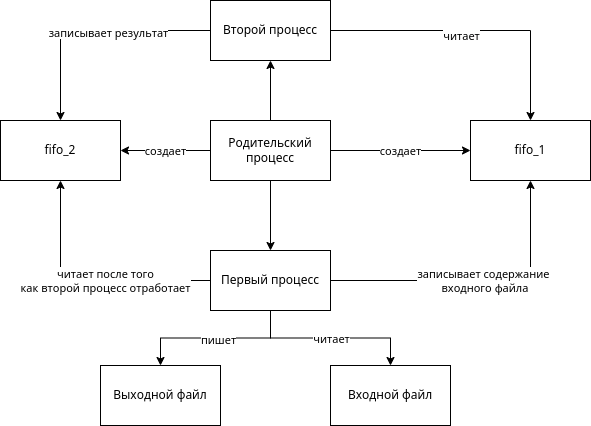 Второй процесс
записывает результат
читает
fifo_2
создает
Родительский
процесс
создает
fifo_1
читает после того
как второй процесс отработает
Первый процесс
записывает содержание
входного файла
пишет
читает
Выходной файл
Входной файл